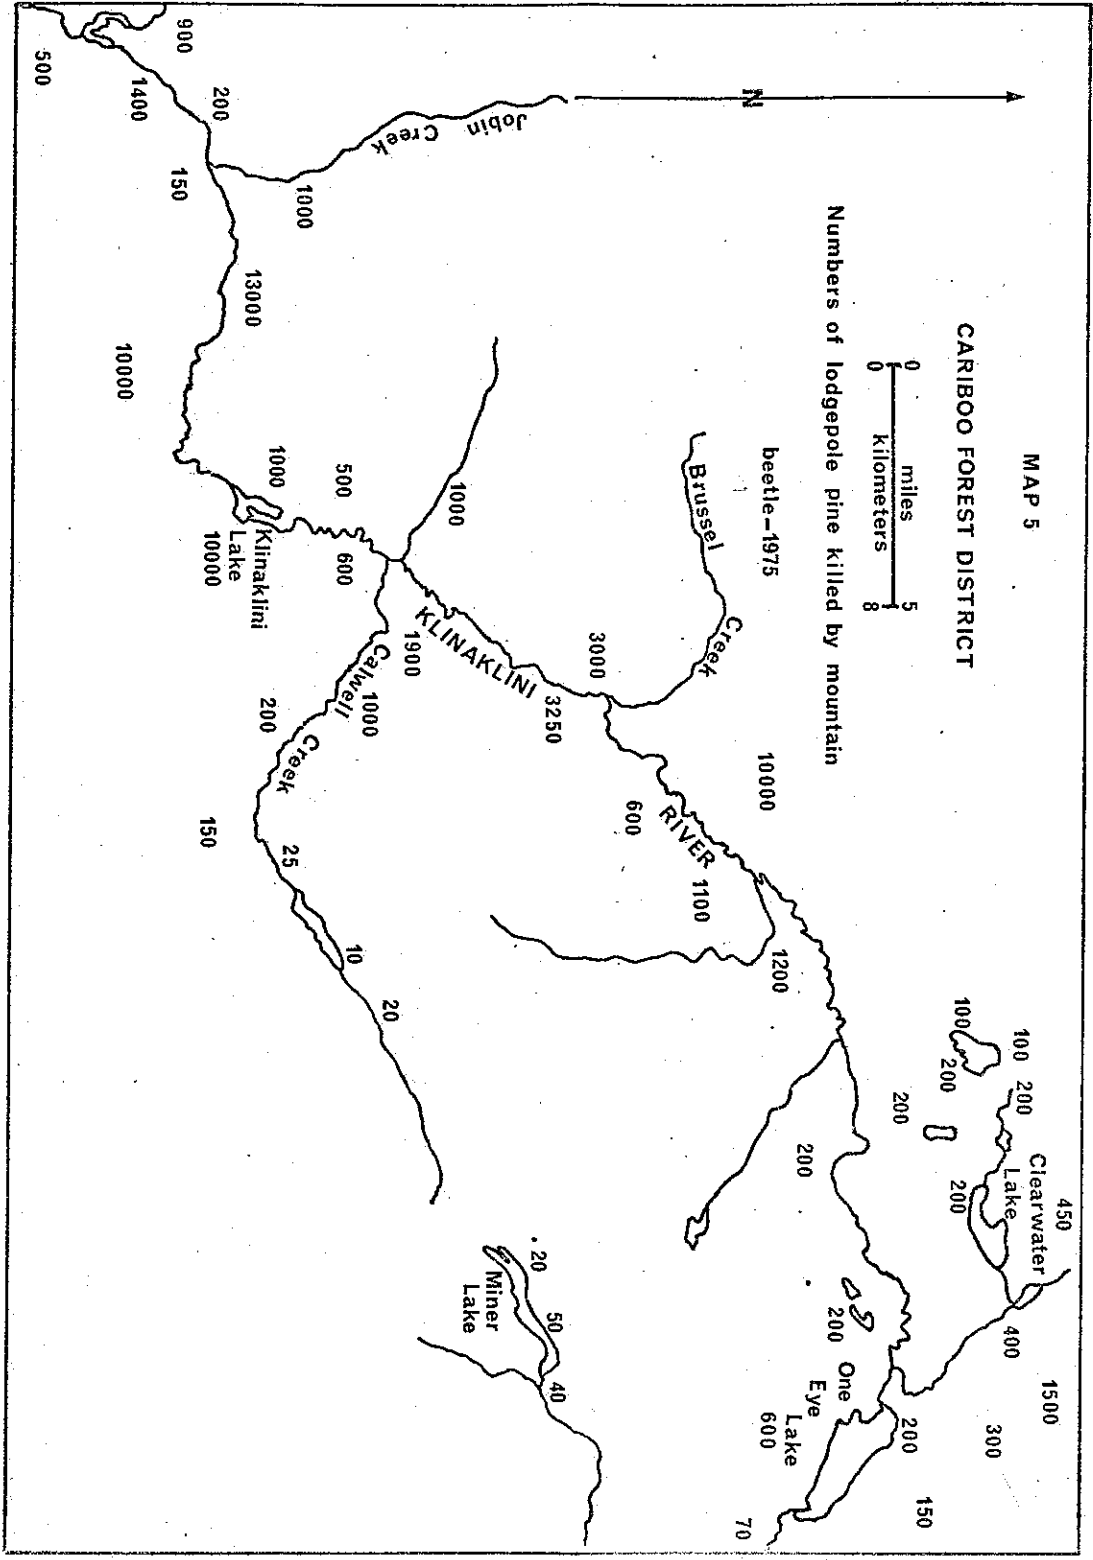 MAP 5
CARIBOO FOREST DISTRICT
0 miles 5
0 kilometers 8
Numbers of lodgepole pine killed by mountain
beetle-1975
N
450
1500
Clearwater
Lake
100
200
400
300
100
200
200
150
200
200
One
Eye
Lake
600
200
200
1200
10000
70
Brussel
Creek
1100
RIVER
600
3000
3250
KLINAKLINI
Jobin
Creek
20
50
40
Miner
Lake
1000
1900
Calwell
Creek
1000
200
20
10
25
150
500
600
1000
Klinaklini
Lake
10000
1000
13000
10000
200
150
900
1400
500